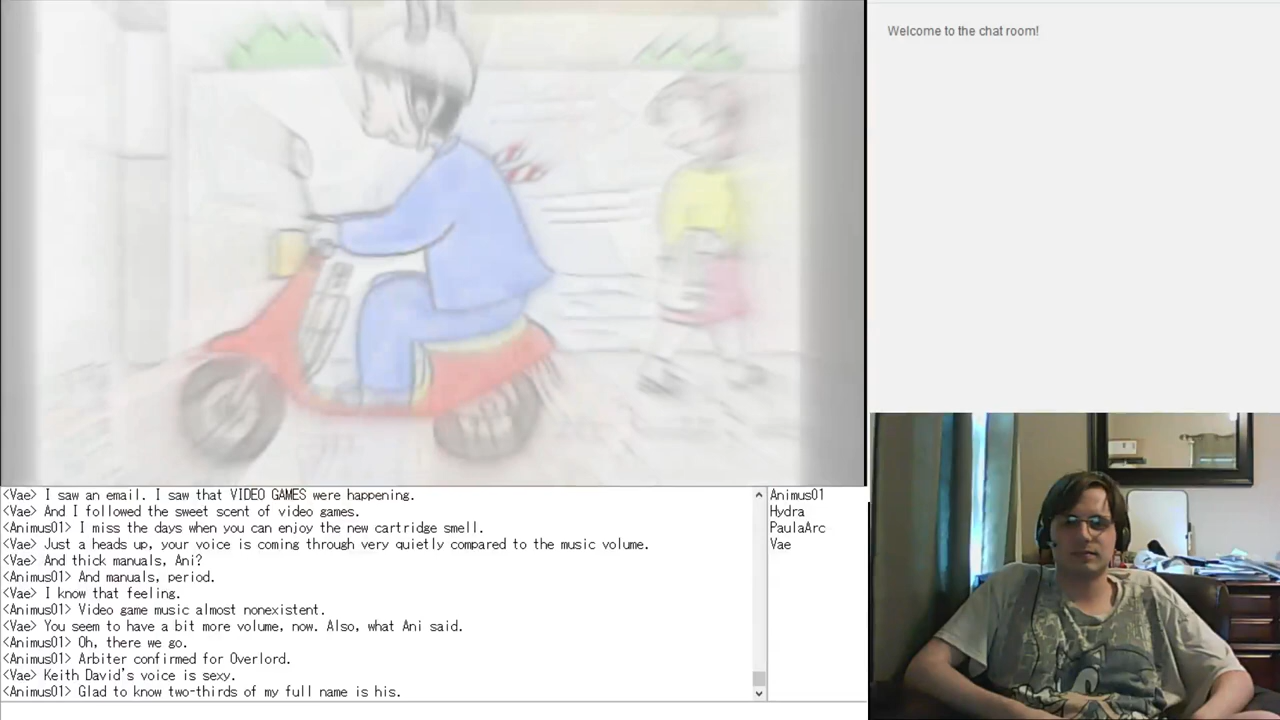 Welcome to the chat room!
<Vae> I saw an email. I saw that VIDEO GAMES were happening.
<Vae> And I followed the sweet scent of video games.
<Animus01> I miss the days when you can enjoy the new cartridge smell.
<Vae> Just a heads up, your voice is coming through very quietly compared to the music volume.
<Vae> And thick manuals, Ani?
<Animus01> And manuals, period.
<Vae> I know that feeling.
<Animus01> Video game music almost nonexistent.
<Vae> You seem to have a bit more volume, now. Also, what Ani said.
<Animus01> Oh, there we go.
<Animus01> Arbiter confirmed for Overlord.
<Vae> Keith David's voice is sexy.
<Animus01> Glad to know two-thirds of my full name is his.
Animus01
Hydra
PaulaArc
Vae